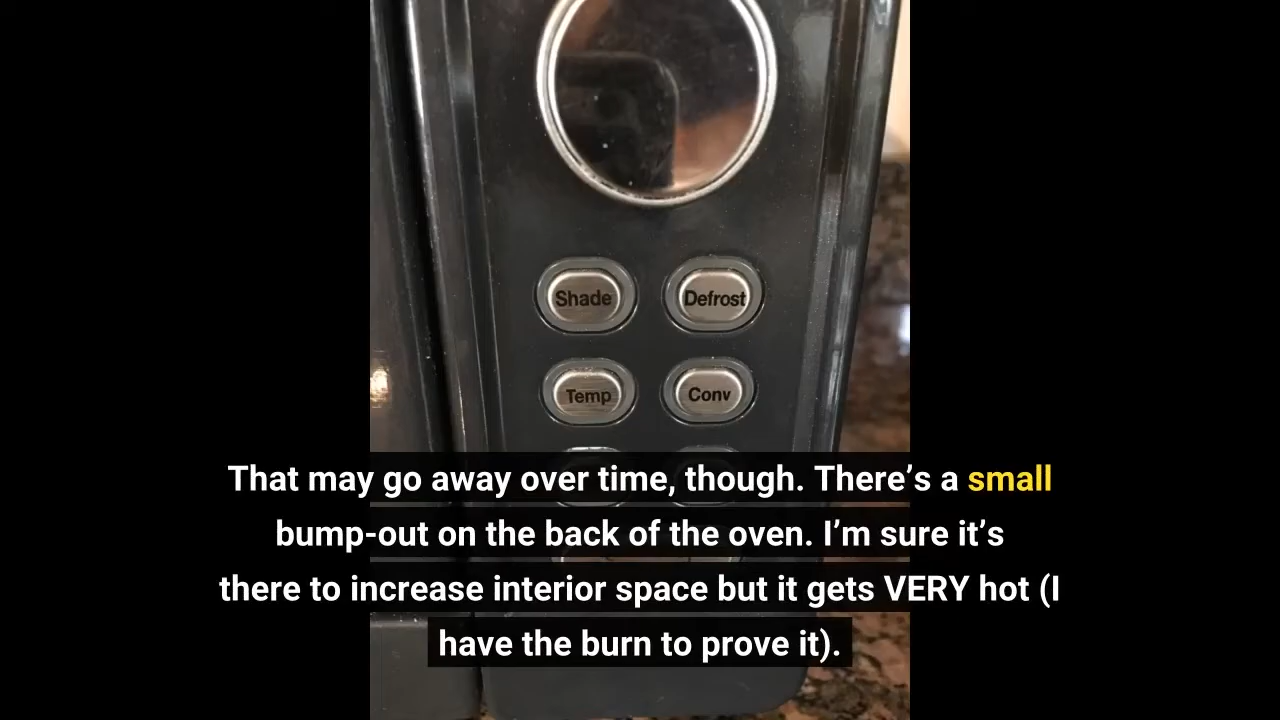 Shade Defrost
Temp Conv
That may go away over time, though. There’s a small
bump-out on the back of the oven. I’m sure it’s
there to increase interior space but it gets VERY hot (I
have the burn to prove it).